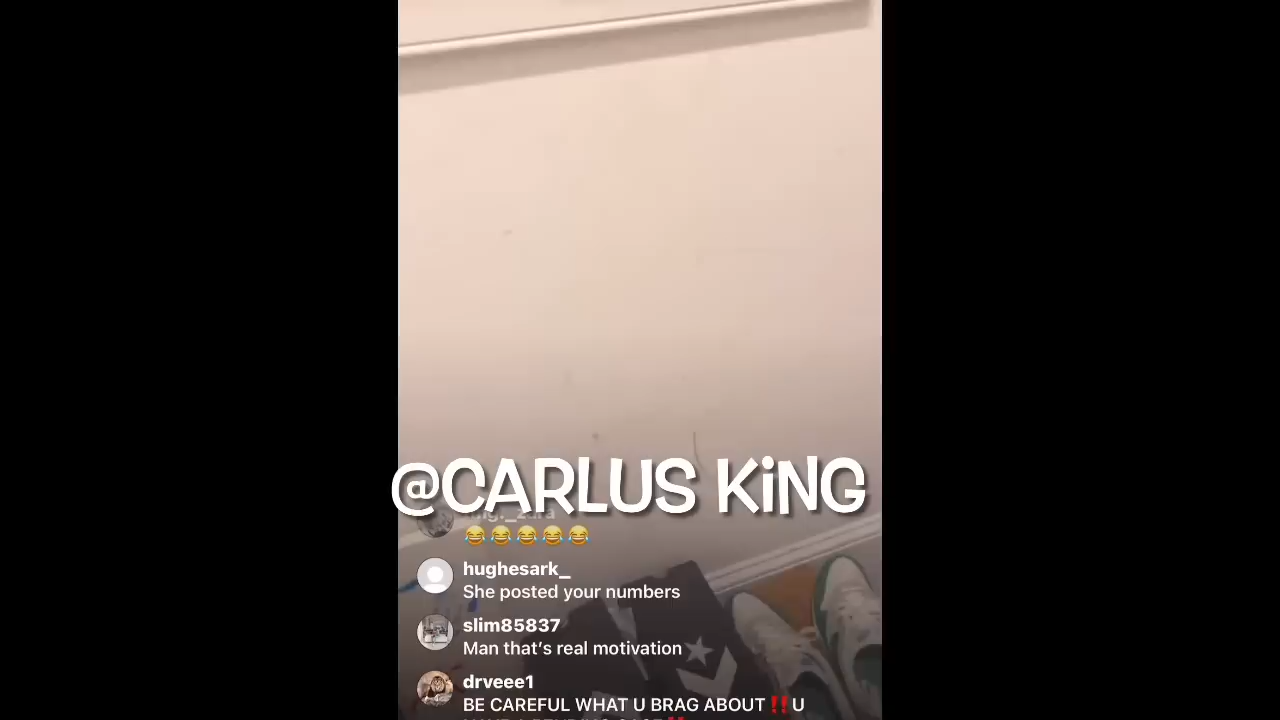 @CARLUS KiNG
😂😂😂😂😂
hughesark_
She posted your numbers
slim85837
Man that's real motivation
drveee1
BE CAREFUL WHAT U BRAG ABOUT ‼️U